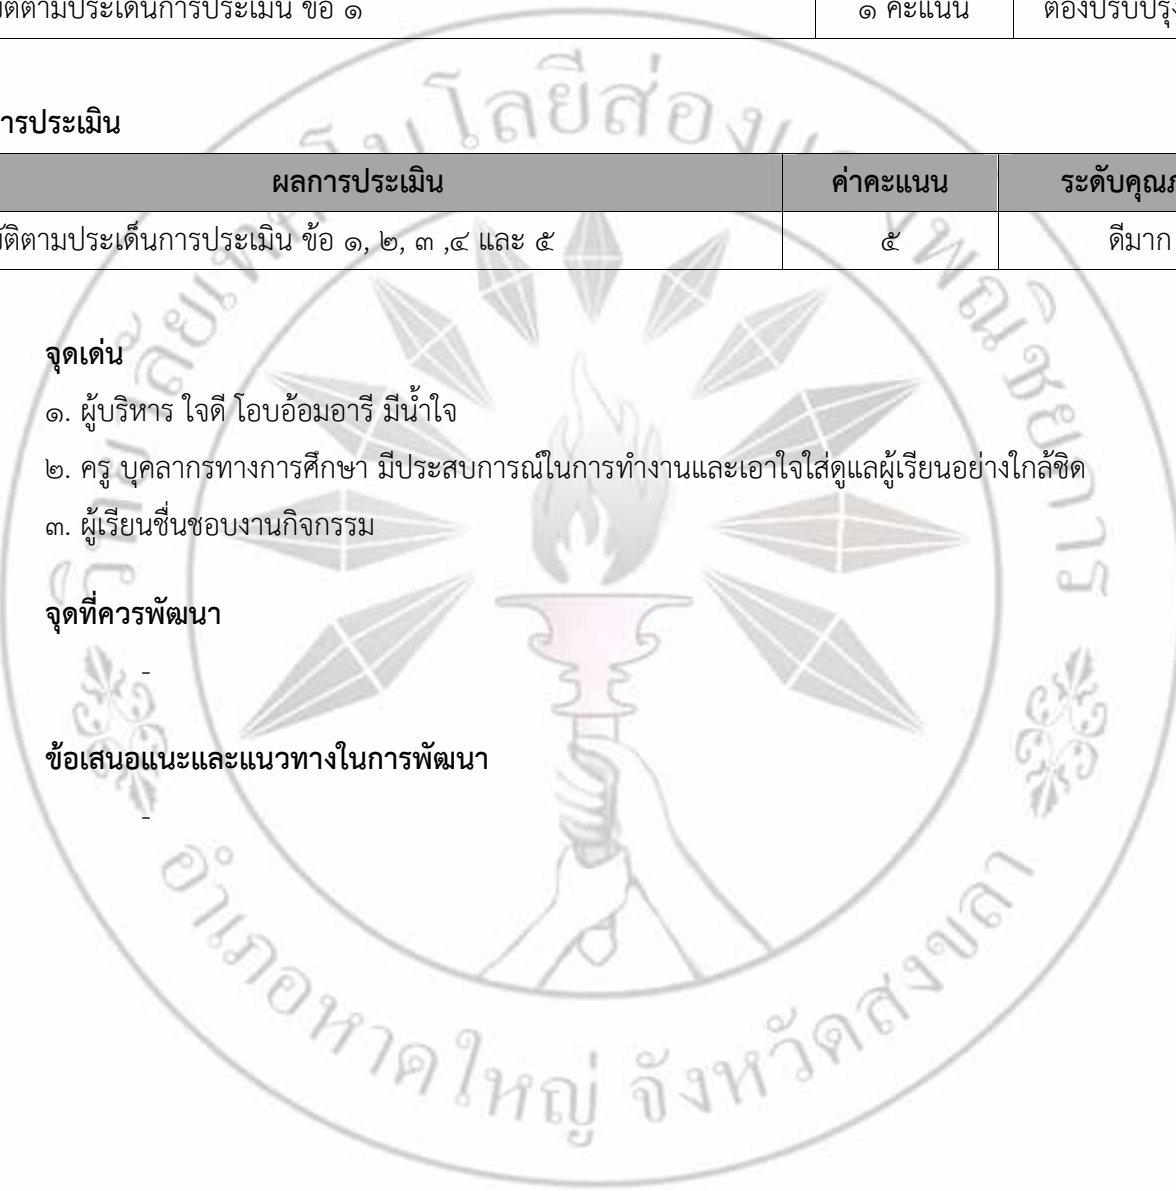 ัติตามประเด็นการประเมิน ข้อ ๑ ๑ คะแนน ต้องปรับปรุง
ารประเมิน
ผลการประเมิน ค่าคะแนน ระดับคุณภ
ัติตามประเด็นการประเมิน ข้อ ๑, ๒, ๓ ,๔ และ ๕ ๕ ดีมาก
จุดเด่น
๑. ผู้บริหาร ใจดี โอบอ้อมอารี มีน้ำใจ
๒. ครู บุคลากรทางการศึกษา มีประสบการณ์ในการทำงานและเอาใจใส่ดูแลผู้เรียนอย่างใกล้ชิด
๓. ผู้เรียนชื่นชอบงานกิจกรรม
จุดที่ควรพัฒนา
-
ข้อเสนอแนะและแนวทางในการพัฒนา
-
อำเภอหาดใหญ่ จังหวัดสงขลา